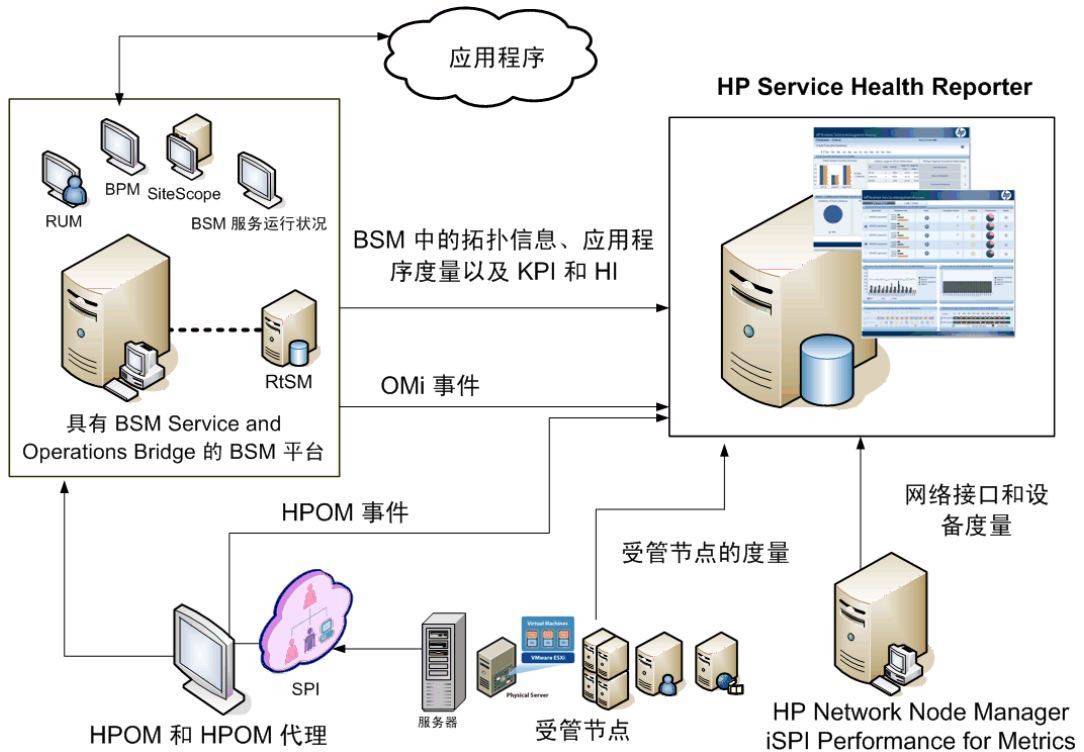 应用程序
HP Service Health Reporter
RUM
BPM
SiteScope
BSM 服务运行状况
BSM 中的拓扑信息、应用程
序度量以及 KPI 和 HI
RtSM
OMi 事件
具有 BSM Service and
Operations Bridge 的 BSM 平台
HPOM 事件
网络接口和设
备度量
受管节点的度量
Virtual Machines
VMware ESXi
Physical Server
SPI
服务器
受管节点
HPOM 和 HPOM 代理
HP Network Node Manager
iSPI Performance for Metrics